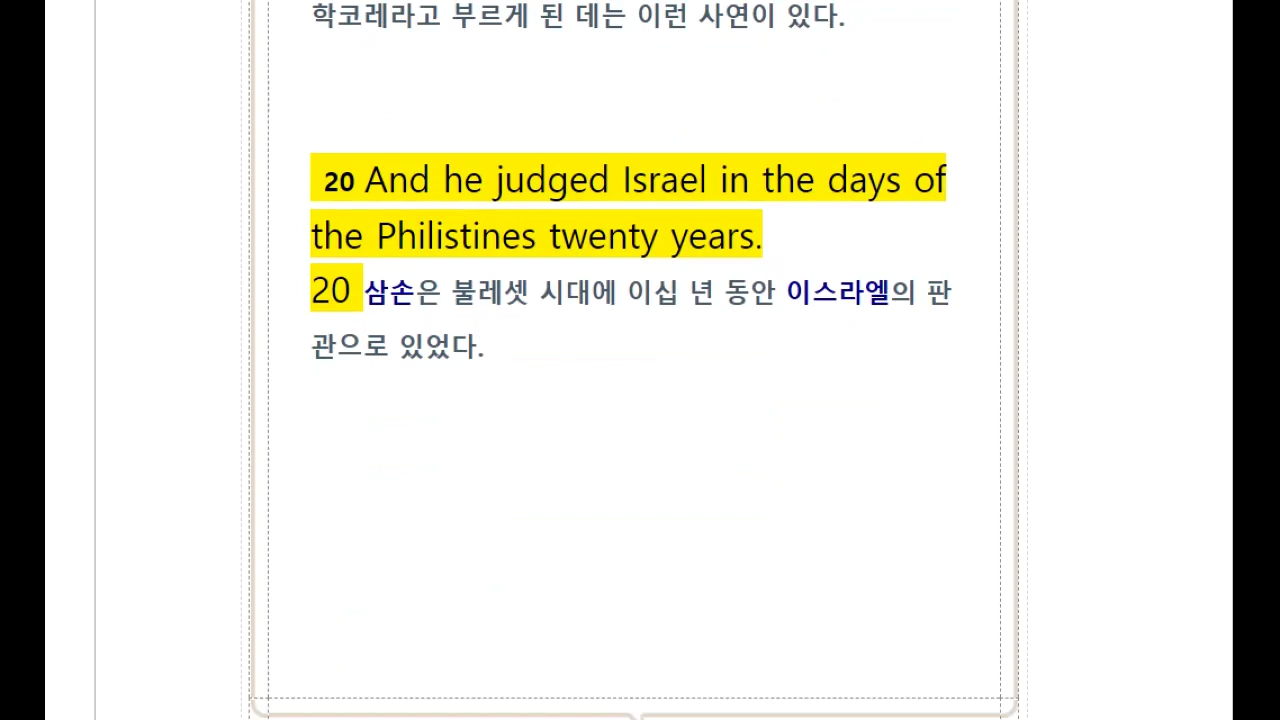 학코레라고 부르게 된 데는 이런 사연이 있다.
20 And he judged Israel in the days of
the Philistines twenty years.
20 삼손은 불레셋 시대에 이십 년 동안 이스라엘의 판
관으로 있었다.